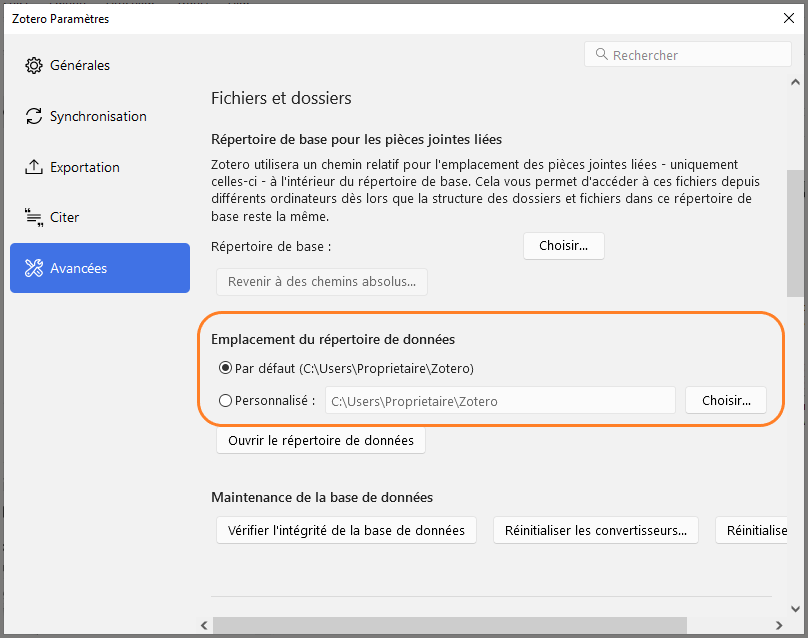 Zotero Paramètres
Rechercher
Générales
Synchronisation
Exportation
Citer
Avancées
Fichiers et dossiers
Répertoire de base pour les pièces jointes liées
Zotero utilisera un chemin relatif pour l'emplacement des pièces jointes liées - uniquement
celles-ci - à l'intérieur du répertoire de base. Cela vous permet d'accéder à ces fichiers depuis
différents ordinateurs dès lors que la structure des dossiers et fichiers dans ce répertoire de
base reste la même.
Répertoire de base :
Choisir...
Revenir à des chemins absolus...
Emplacement du répertoire de données
Par défaut (C:\Users\Proprietaire\Zotero)
Personnalisé : C:\Users\Proprietaire\Zotero Choisir...
Ouvrir le répertoire de données
Maintenance de la base de données
Vérifier l'intégrité de la base de données Réinitialiser les convertisseurs... Réinitialise